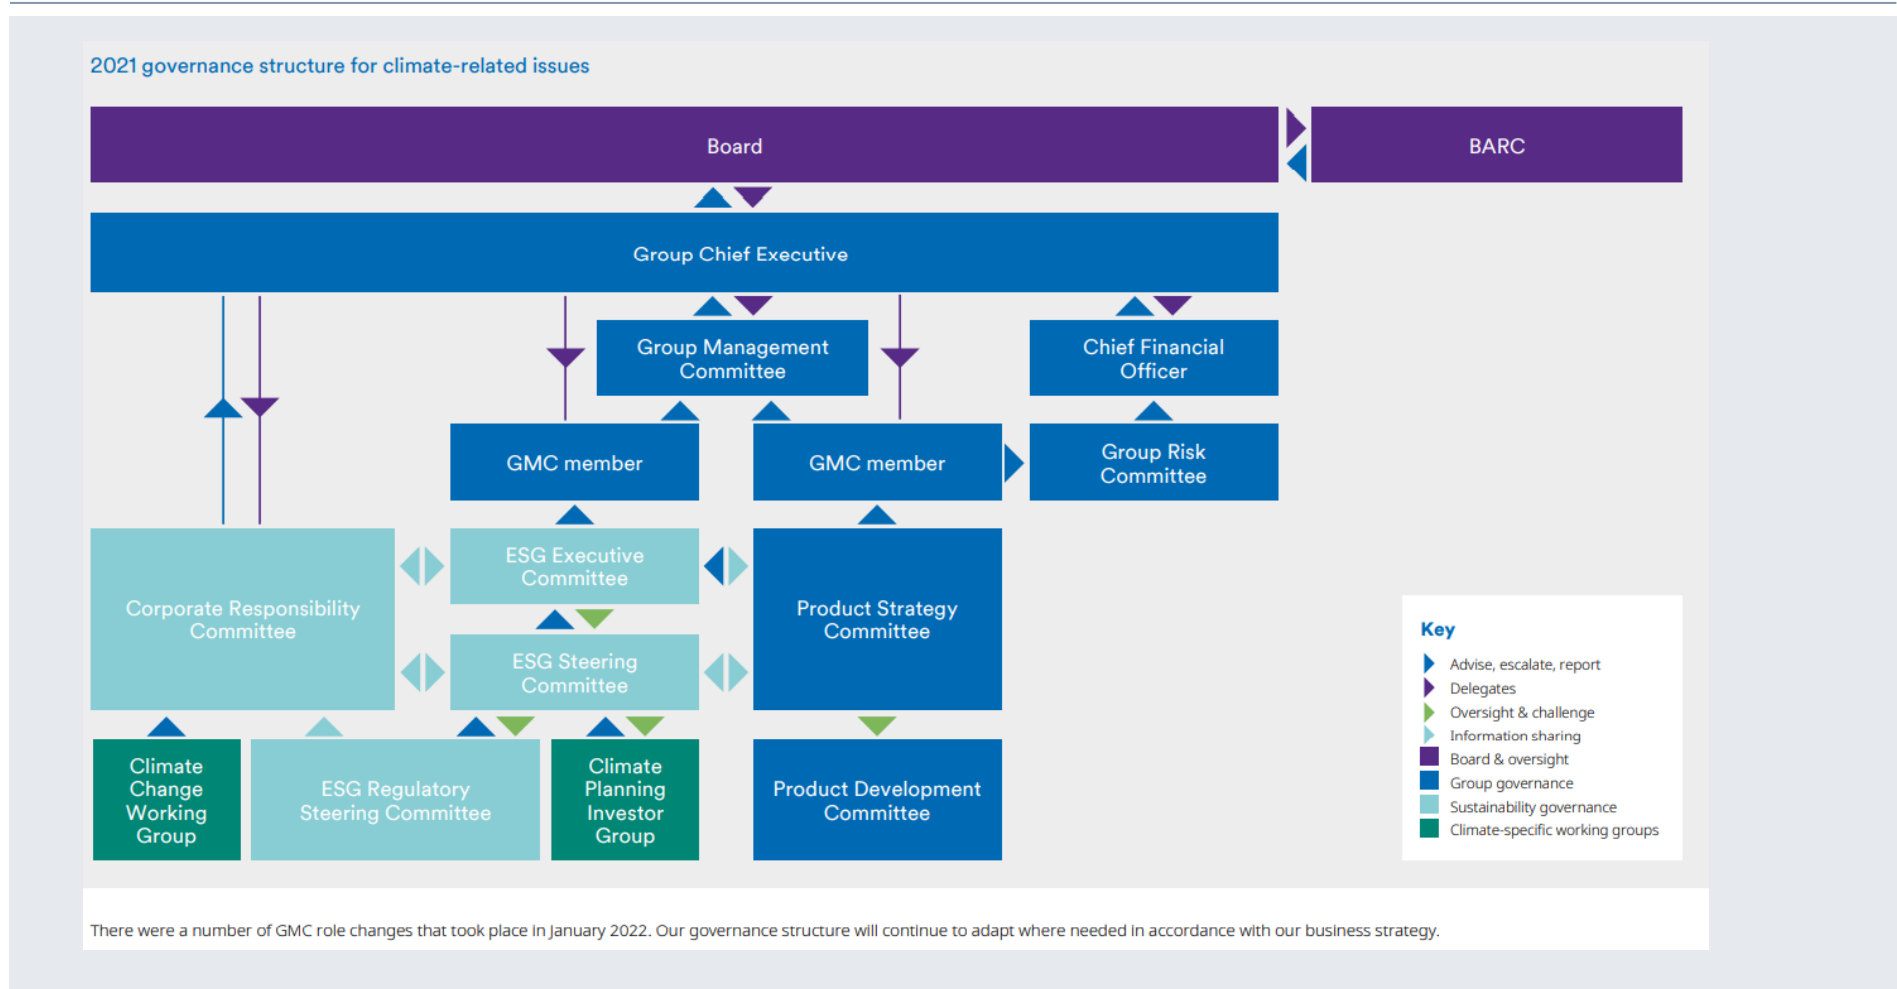 2021 governance structure for climate-related issues
Board
BARC
Group Chief Executive
Group Management
Committee
Chief Financial
Officer
GMC member
GMC member
Group Risk
Committee
Corporate Responsibility
Committee
ESG Executive
Committee
ESG Steering
Committee
Product Strategy
Committee
Climate
Change
Working
Group
ESG Regulatory
Steering Committee
Climate
Planning
Investor
Group
Product Development
Committee
Key
Advise, escalate, report
Delegates
Oversight & challenge
Information sharing
Board & oversight
Group governance
Sustainability governance
Climate-specific working groups
There were a number of GMC role changes that took place in January 2022. Our governance structure will continue to adapt where needed in accordance with our business strategy.